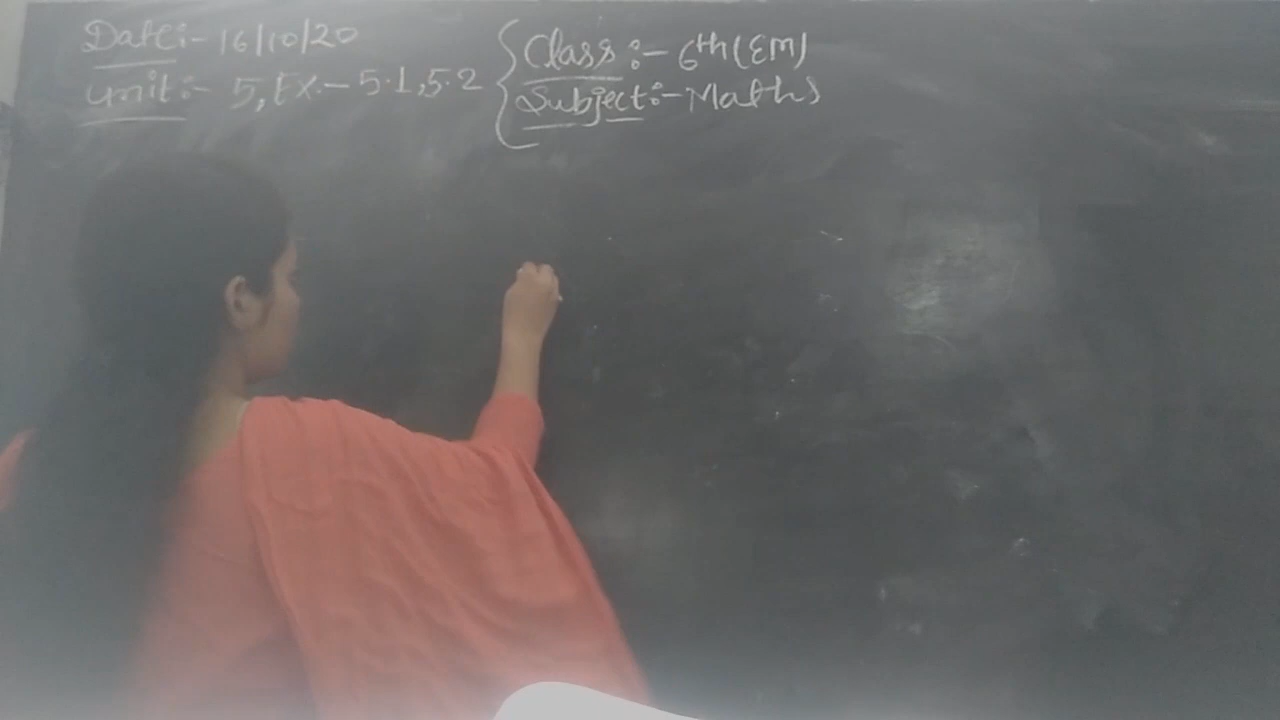 Date:- 16/10/20
Unit:- 5, Ex.- 5.1, 5.2
Class:- 6th (EM)
Subject:- Maths